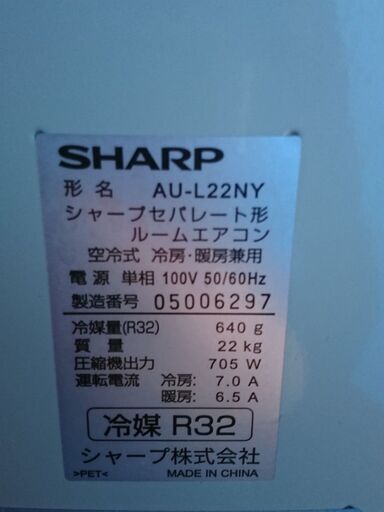 SHARP
形名 AU-L22NY
シャープセパレート形
ルームエアコン
空冷式 冷房・暖房兼用
電源 単相 100V 50/60Hz
製造番号 05006297
冷媒量(R32) 640 g
質量 22 kg
圧縮機出力 705 W
運転電流 冷房: 7.0 A
暖房: 6.5 A
冷媒 R32
シャープ株式会社
>PET< MADE IN CHINA